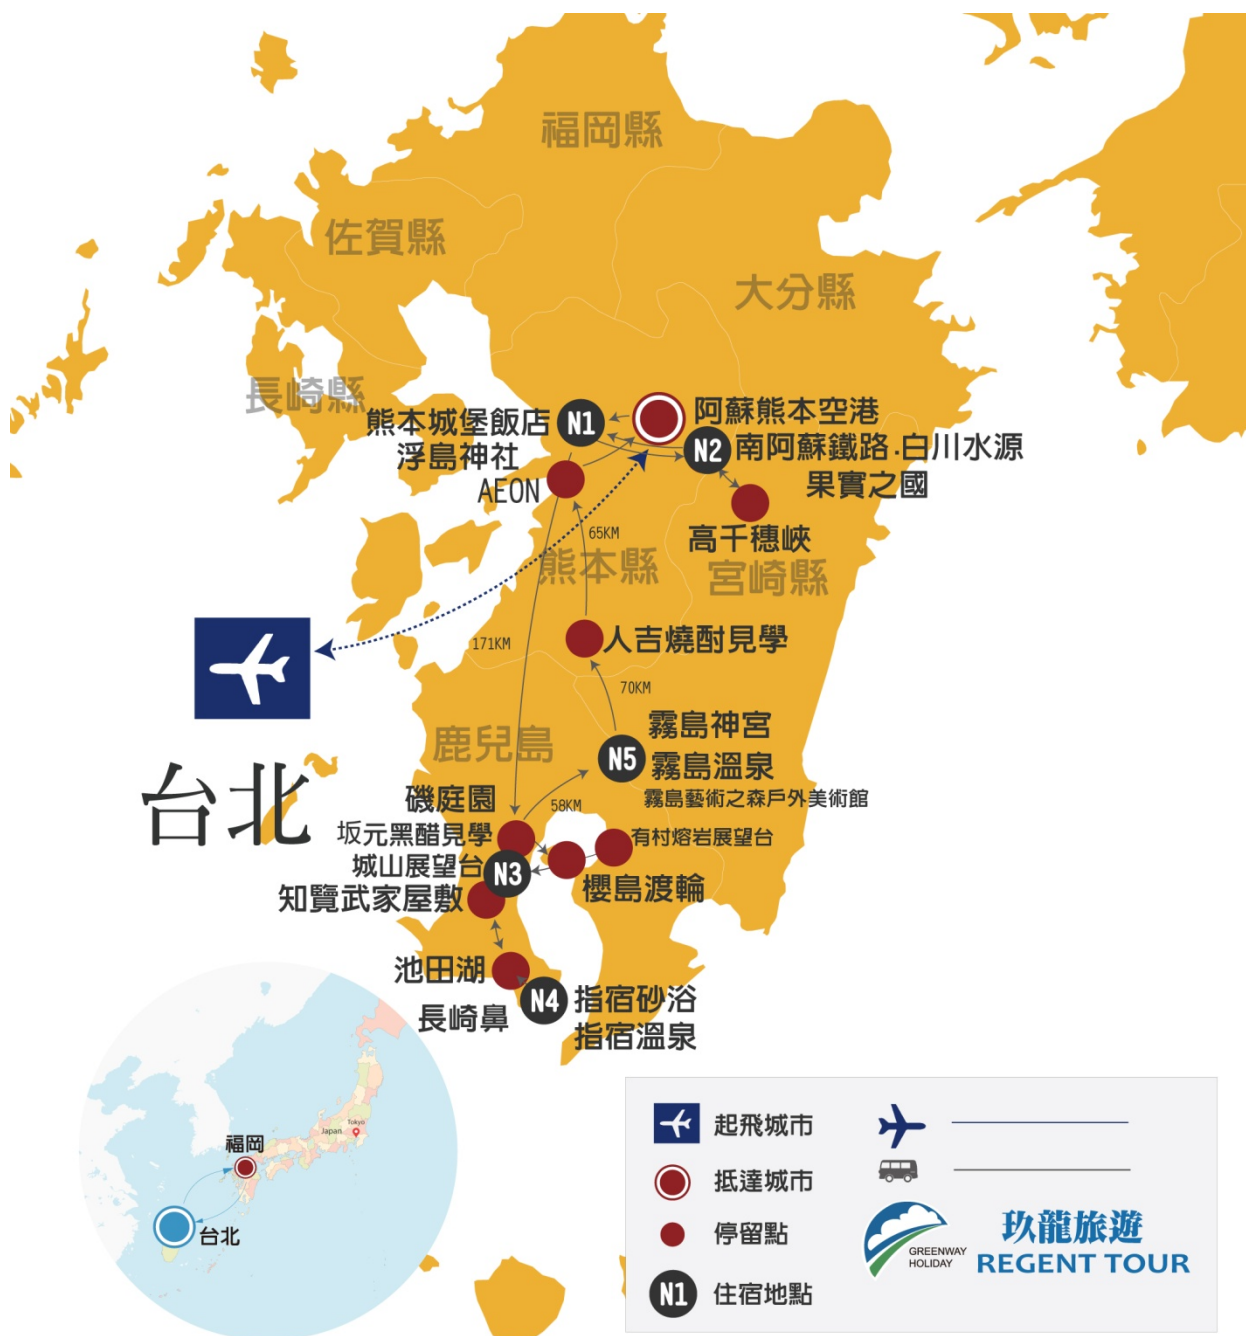 福岡縣
佐賀縣
大分縣
長崎縣
熊本城堡飯店
N1
阿蘇熊本空港
浮島神社
N2
南阿蘇鐵路.白川水源
AEON
果實之國
高千穗峽
65KM
熊本縣
宮崎縣
171KM
人吉燒酎見學
70KM
台北
鹿兒島
霧島神宮
N5
霧島溫泉
霧島藝術之森戶外美術館
磯庭園
58KM
坂元黑醋見學
有村熔岩展望台
城山展望台
N3
櫻島渡輪
知覽武家屋敷
池田湖
N4
指宿砂浴
長崎鼻
指宿溫泉
福岡
Japan
Tokyo
台北
起飛城市
抵達城市
停留點
N1
住宿地點
GREENWAY
HOLIDAY
玖龍旅遊
REGENT TOUR